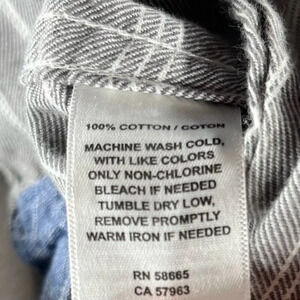 100% COTTON / COTON
MACHINE WASH COLD,
WITH LIKE COLORS
ONLY NON-CHLORINE
BLEACH IF NEEDED
TUMBLE DRY LOW,
REMOVE PROMPTLY
WARM IRON IF NEEDED
RN 58665
CA 57963